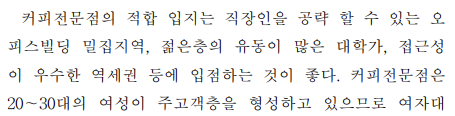 커피전문점의 적합 입지는 직장인을 공략 할 수 있는 오
피스빌딩 밀집지역, 젊은층의 유동이 많은 대학가, 접근성
이 우수한 역세권 등에 입점하는 것이 좋다. 커피전문점은
20~30대의 여성이 주고객층을 형성하고 있으므로 여자대